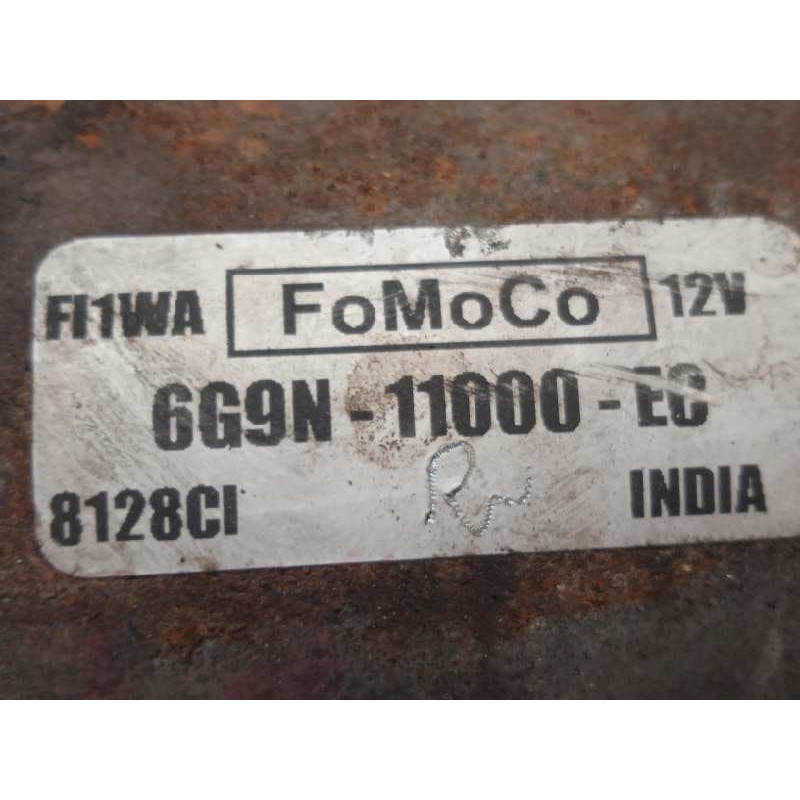 FI1WA FoMoCo 12V
6G9N - 11000 - EC
8128CI INDIA